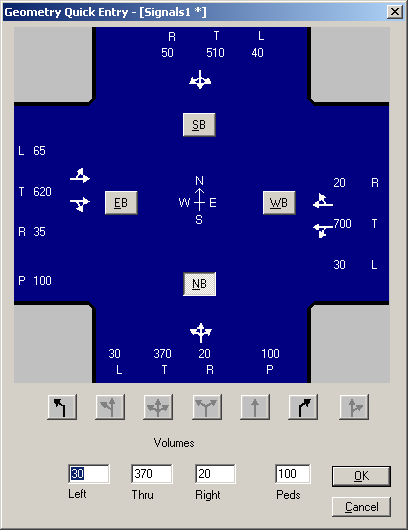 Geometry Quick Entry - [Signals1 *]
R T L
50 510 40
SB
L 65
T 620
R 35
P 100
EB
N
W E
S
WB
20 R
700 T
30 L
NB
30 370 20 100
L T R P
Volumes
30 370 20 100
Left Thru Right Peds
OK
Cancel